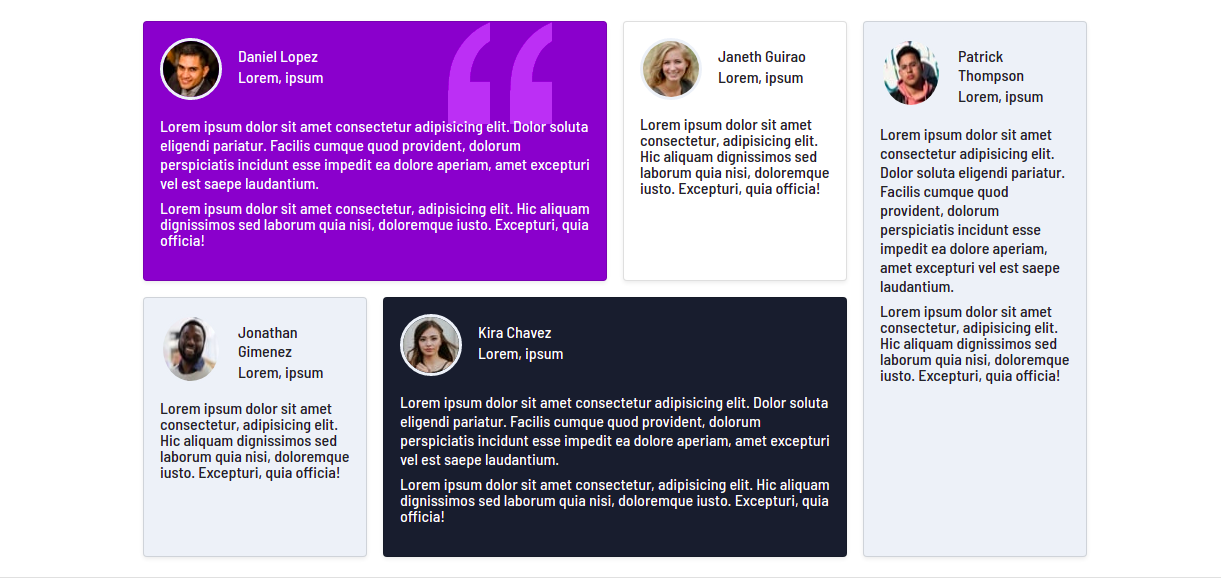 Daniel Lopez
Lorem, ipsum
Lorem ipsum dolor sit amet consectetur adipisicing elit. Dolor soluta
eligendi pariatur. Facilis cumque quod provident, dolorum
perspiciatis incidunt esse impedit ea dolore aperiam, amet excepturi
vel est saepe laudantium.
Lorem ipsum dolor sit amet consectetur, adipisicing elit. Hic aliquam
dignissimos sed laborum quia nisi, doloremque iusto. Excepturi, quia
officia!
Janeth Guirao
Lorem, ipsum
Lorem ipsum dolor sit amet
consectetur, adipisicing elit.
Hic aliquam dignissimos sed
laborum quia nisi, doloremque
iusto. Excepturi, quia officia!
Patrick
Thompson
Lorem, ipsum
Lorem ipsum dolor sit amet
consectetur adipisicing elit.
Dolor soluta eligendi pariatur.
Facilis cumque quod
provident, dolorum
perspiciatis incidunt esse
impedit ea dolore aperiam,
amet excepturi vel est saepe
laudantium.
Lorem ipsum dolor sit amet
consectetur, adipisicing elit.
Hic aliquam dignissimos sed
laborum quia nisi, doloremque
iusto. Excepturi, quia officia!
Jonathan
Gimenez
Lorem, ipsum
Lorem ipsum dolor sit amet
consectetur, adipisicing elit.
Hic aliquam dignissimos sed
laborum quia nisi, doloremque
iusto. Excepturi, quia officia!
Kira Chavez
Lorem, ipsum
Lorem ipsum dolor sit amet consectetur adipisicing elit. Dolor soluta
eligendi pariatur. Facilis cumque quod provident, dolorum
perspiciatis incidunt esse impedit ea dolore aperiam, amet excepturi
vel est saepe laudantium.
Lorem ipsum dolor sit amet consectetur, adipisicing elit. Hic aliquam
dignissimos sed laborum quia nisi, doloremque iusto. Excepturi, quia
officia!